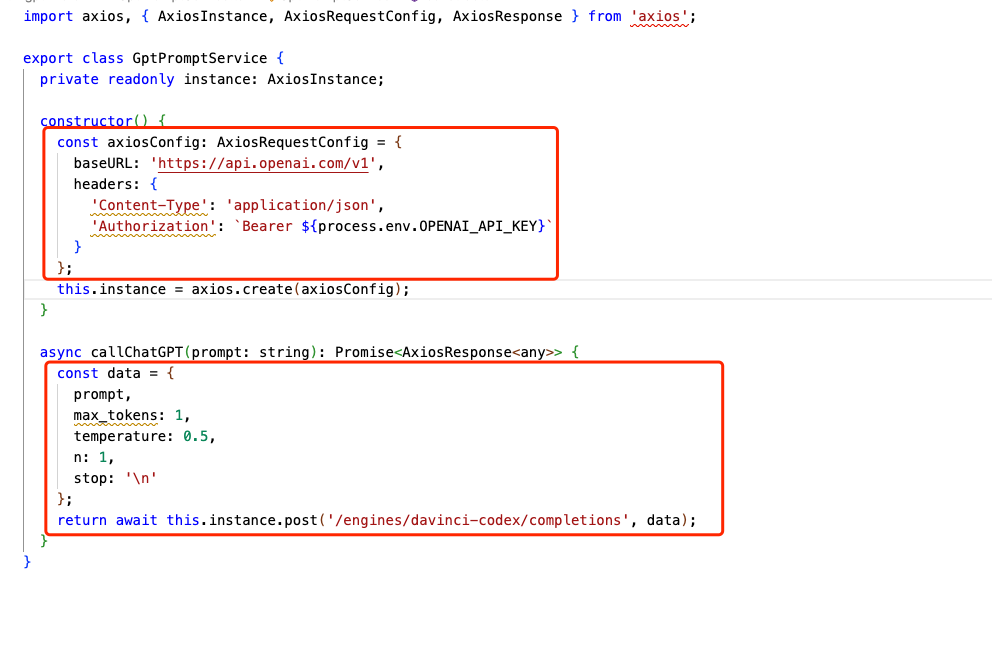 import axios, { AxiosInstance, AxiosRequestConfig, AxiosResponse } from 'axios';
export class GptPromptService {
private readonly instance: AxiosInstance;
constructor() {
const axiosConfig: AxiosRequestConfig = {
baseURL: 'https://api.openai.com/v1',
headers: {
'Content-Type': 'application/json',
'Authorization': `Bearer ${process.env.OPENAI_API_KEY}`
}
};
this.instance = axios.create(axiosConfig);
}
async callChatGPT(prompt: string): Promise<AxiosResponse<any>> {
const data = {
prompt,
max_tokens: 1,
temperature: 0.5,
n: 1,
stop: '\n'
};
return await this.instance.post('/engines/davinci-codex/completions', data);
}
}